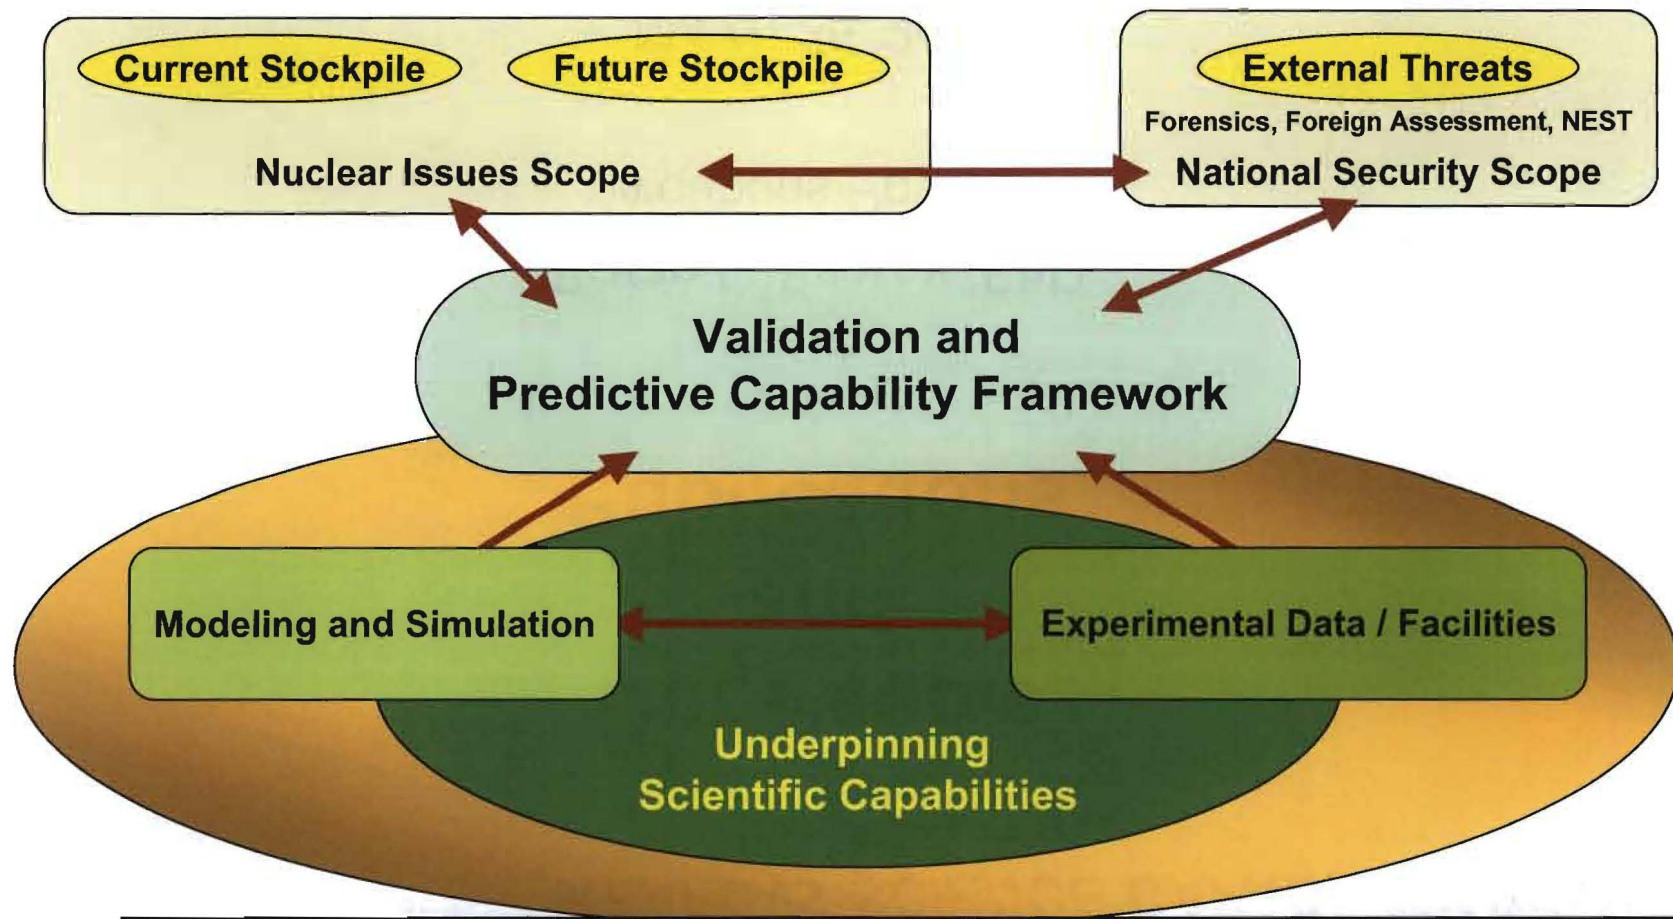 Current Stockpile
Future Stockpile
Nuclear Issues Scope
External Threats
Forensics, Foreign Assessment, NEST
National Security Scope
Validation and
Predictive Capability Framework
Modeling and Simulation
Experimental Data / Facilities
Underpinning
Scientific Capabilities